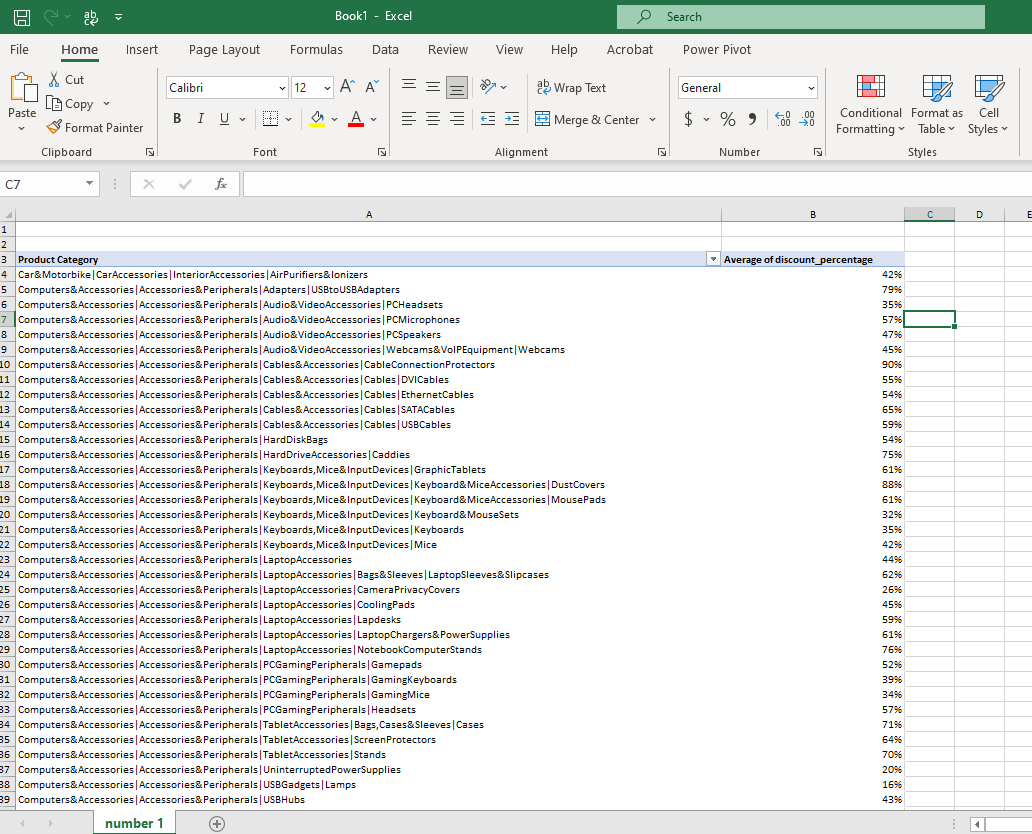 Book1 - Excel
Search
File Home Insert Page Layout Formulas Data Review View Help Acrobat Power Pivot
Paste
Cut
Copy
Format Painter
Clipboard
Calibri 12
B I U
Font
Wrap Text
Merge & Center
Alignment
General
$ % 9
Number
Conditional Formatting
Format as Table
Cell Styles
Styles
C7 fx
A B C D E
1
2
3 Product Category Average of discount_percentage
4 Car&Motorbike|CarAccessories|InteriorAccessories|AirPurifiers&Ionizers 42%
5 Computers&Accessories|Accessories&Peripherals|Adapters|USBtoUSBAdapters 79%
6 Computers&Accessories|Accessories&Peripherals|Audio&VideoAccessories|PCHeadsets 35%
7 Computers&Accessories|Accessories&Peripherals|Audio&VideoAccessories|PCMicrophones 57%
8 Computers&Accessories|Accessories&Peripherals|Audio&VideoAccessories|PCSpeakers 47%
9 Computers&Accessories|Accessories&Peripherals|Audio&VideoAccessories|Webcams&VoIPEquipment|Webcams 45%
10 Computers&Accessories|Accessories&Peripherals|Cables&Accessories|CableConnectionProtectors 90%
11 Computers&Accessories|Accessories&Peripherals|Cables&Accessories|Cables|DVICables 55%
12 Computers&Accessories|Accessories&Peripherals|Cables&Accessories|Cables|EthernetCables 54%
13 Computers&Accessories|Accessories&Peripherals|Cables&Accessories|Cables|SATACables 65%
14 Computers&Accessories|Accessories&Peripherals|Cables&Accessories|Cables|USBCables 59%
15 Computers&Accessories|Accessories&Peripherals|HardDiskBags 54%
16 Computers&Accessories|Accessories&Peripherals|HardDriveAccessories|Caddies 75%
17 Computers&Accessories|Accessories&Peripherals|Keyboards,Mice&InputDevices|GraphicTablets 61%
18 Computers&Accessories|Accessories&Peripherals|Keyboards,Mice&InputDevices|Keyboard&MiceAccessories|DustCovers 88%
19 Computers&Accessories|Accessories&Peripherals|Keyboards,Mice&InputDevices|Keyboard&MiceAccessories|MousePads 61%
20 Computers&Accessories|Accessories&Peripherals|Keyboards,Mice&InputDevices|Keyboard&MouseSets 32%
21 Computers&Accessories|Accessories&Peripherals|Keyboards,Mice&InputDevices|Keyboards 35%
22 Computers&Accessories|Accessories&Peripherals|Keyboards,Mice&InputDevices|Mice 42%
23 Computers&Accessories|Accessories&Peripherals|LaptopAccessories 44%
24 Computers&Accessories|Accessories&Peripherals|LaptopAccessories|Bags&Sleeves|LaptopSleeves&Slipcases 62%
25 Computers&Accessories|Accessories&Peripherals|LaptopAccessories|CameraPrivacyCovers 26%
26 Computers&Accessories|Accessories&Peripherals|LaptopAccessories|CoolingPads 45%
27 Computers&Accessories|Accessories&Peripherals|LaptopAccessories|Lapdesks 59%
28 Computers&Accessories|Accessories&Peripherals|LaptopAccessories|LaptopChargers&PowerSupplies 61%
29 Computers&Accessories|Accessories&Peripherals|LaptopAccessories|NotebookComputerStands 76%
30 Computers&Accessories|Accessories&Peripherals|PCGamingPeripherals|Gamepads 52%
31 Computers&Accessories|Accessories&Peripherals|PCGamingPeripherals|GamingKeyboards 39%
32 Computers&Accessories|Accessories&Peripherals|PCGamingPeripherals|GamingMice 34%
33 Computers&Accessories|Accessories&Peripherals|PCGamingPeripherals|Headsets 57%
34 Computers&Accessories|Accessories&Peripherals|TabletAccessories|Bags,Cases&Sleeves|Cases 71%
35 Computers&Accessories|Accessories&Peripherals|TabletAccessories|ScreenProtectors 64%
36 Computers&Accessories|Accessories&Peripherals|TabletAccessories|Stands 70%
37 Computers&Accessories|Accessories&Peripherals|UninterruptedPowerSupplies 20%
38 Computers&Accessories|Accessories&Peripherals|USBGadgets|Lamps 16%
39 Computers&Accessories|Accessories&Peripherals|USBHubs 43%
number 1